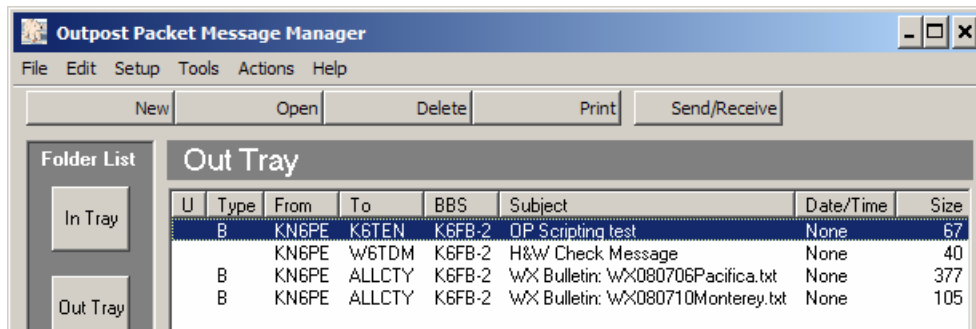 Outpost Packet Message Manager
File Edit Setup Tools Actions Help
New Open Delete Print Send/Receive
Folder List
Out Tray
In Tray
Out Tray
U Type From To BBS Subject Date/Time Size
B KN6PE K6TEN K6FB-2 OP Scripting test None 67
KN6PE W6TDM K6FB-2 H&W Check Message None 40
B KN6PE ALLCTY K6FB-2 WX Bulletin: WX080706Pacifica.txt None 377
B KN6PE ALLCTY K6FB-2 WX Bulletin: WX080710Monterey.txt None 105